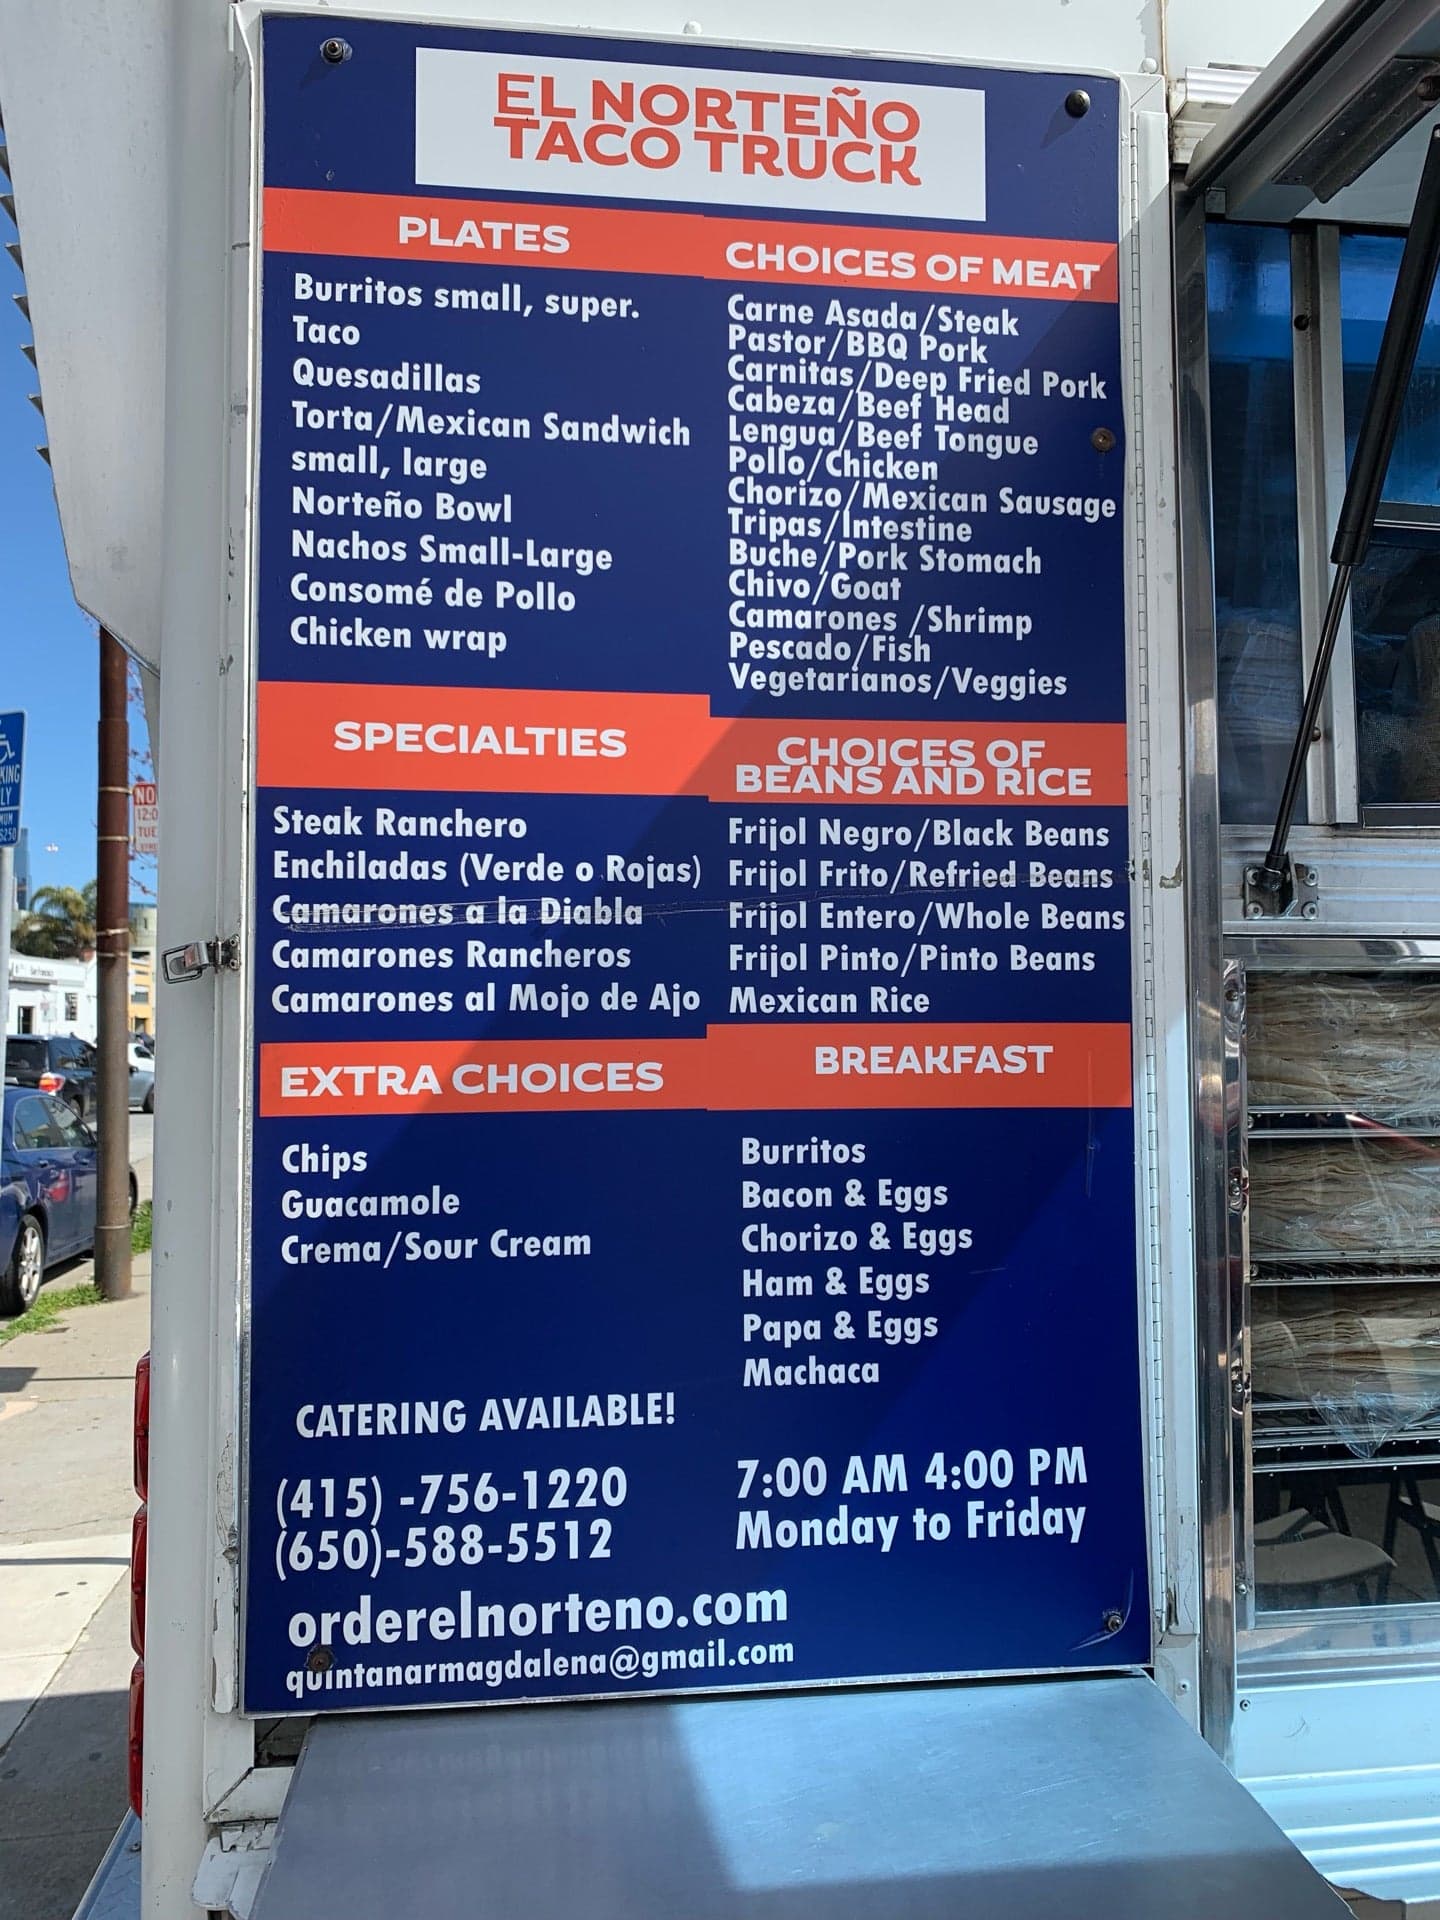 EL NORTEÑO
TACO TRUCK
PLATES
Burritos small, super.
Taco
Quesadillas
Torta/Mexican Sandwich
small, large
Norteño Bowl
Nachos Small-Large
Consomé de Pollo
Chicken wrap
CHOICES OF MEAT
Carne Asada/Steak
Pastor/BBQ Pork
Carnitas/Deep Fried Pork
Cabeza/Beef Head
Lengua/Beef Tongue
Pollo/Chicken
Chorizo/Mexican Sausage
Tripas/Intestine
Buche/Pork Stomach
Chivo/Goat
Camarones /Shrimp
Pescado/Fish
Vegetarianos/Veggies
SPECIALTIES
Steak Ranchero
Enchiladas (Verde o Rojas)
Camarones a la Diabla
Camarones Rancheros
Camarones al Mojo de Ajo
CHOICES OF
BEANS AND RICE
Frijol Negro/Black Beans
Frijol Frito/Refried Beans
Frijol Entero/Whole Beans
Frijol Pinto/Pinto Beans
Mexican Rice
EXTRA CHOICES
Chips
Guacamole
Crema/Sour Cream
BREAKFAST
Burritos
Bacon & Eggs
Chorizo & Eggs
Ham & Eggs
Papa & Eggs
Machaca
CATERING AVAILABLE!
(415) -756-1220
(650)-588-5512
7:00 AM 4:00 PM
Monday to Friday
orderelnorteno.com
quintanarmagdalena@gmail.com
NO
12:0
TUE
KING
LY
$250